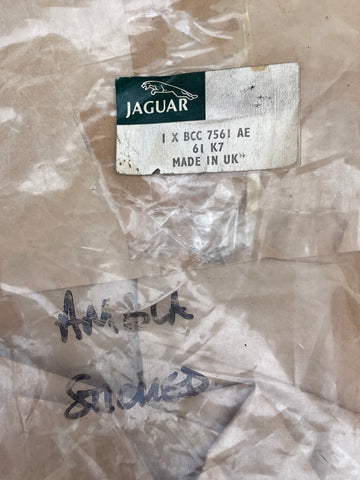 JAGUAR
1 X BCC 7561 AE
61 K7
MADE IN UK